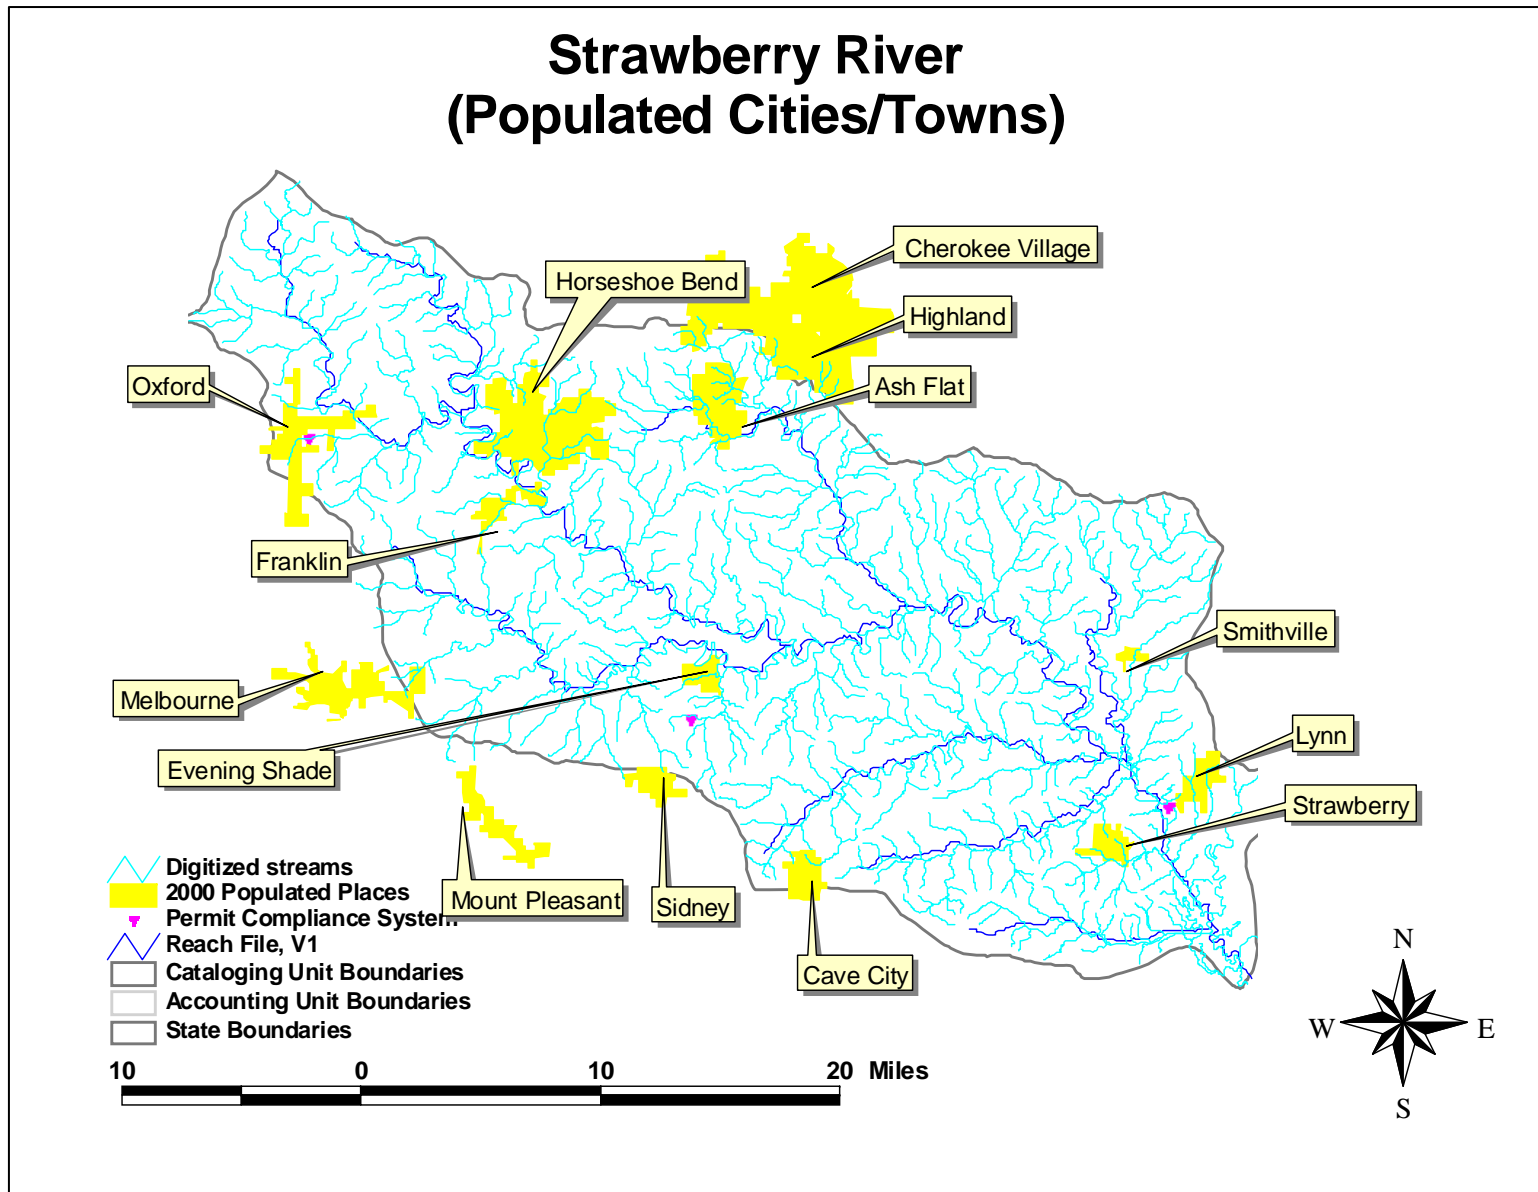 Strawberry River
(Populated Cities/Towns)
Cherokee Village
Horseshoe Bend
Highland
Oxford
Ash Flat
Franklin
Smithville
Melbourne
Lynn
Evening Shade
Strawberry
Mount Pleasant
Sidney
Cave City
Digitized streams
2000 Populated Places
Permit Compliance System
Reach File, V1
Cataloging Unit Boundaries
Accounting Unit Boundaries
State Boundaries
10 0 10 20 Miles
N
W E
S